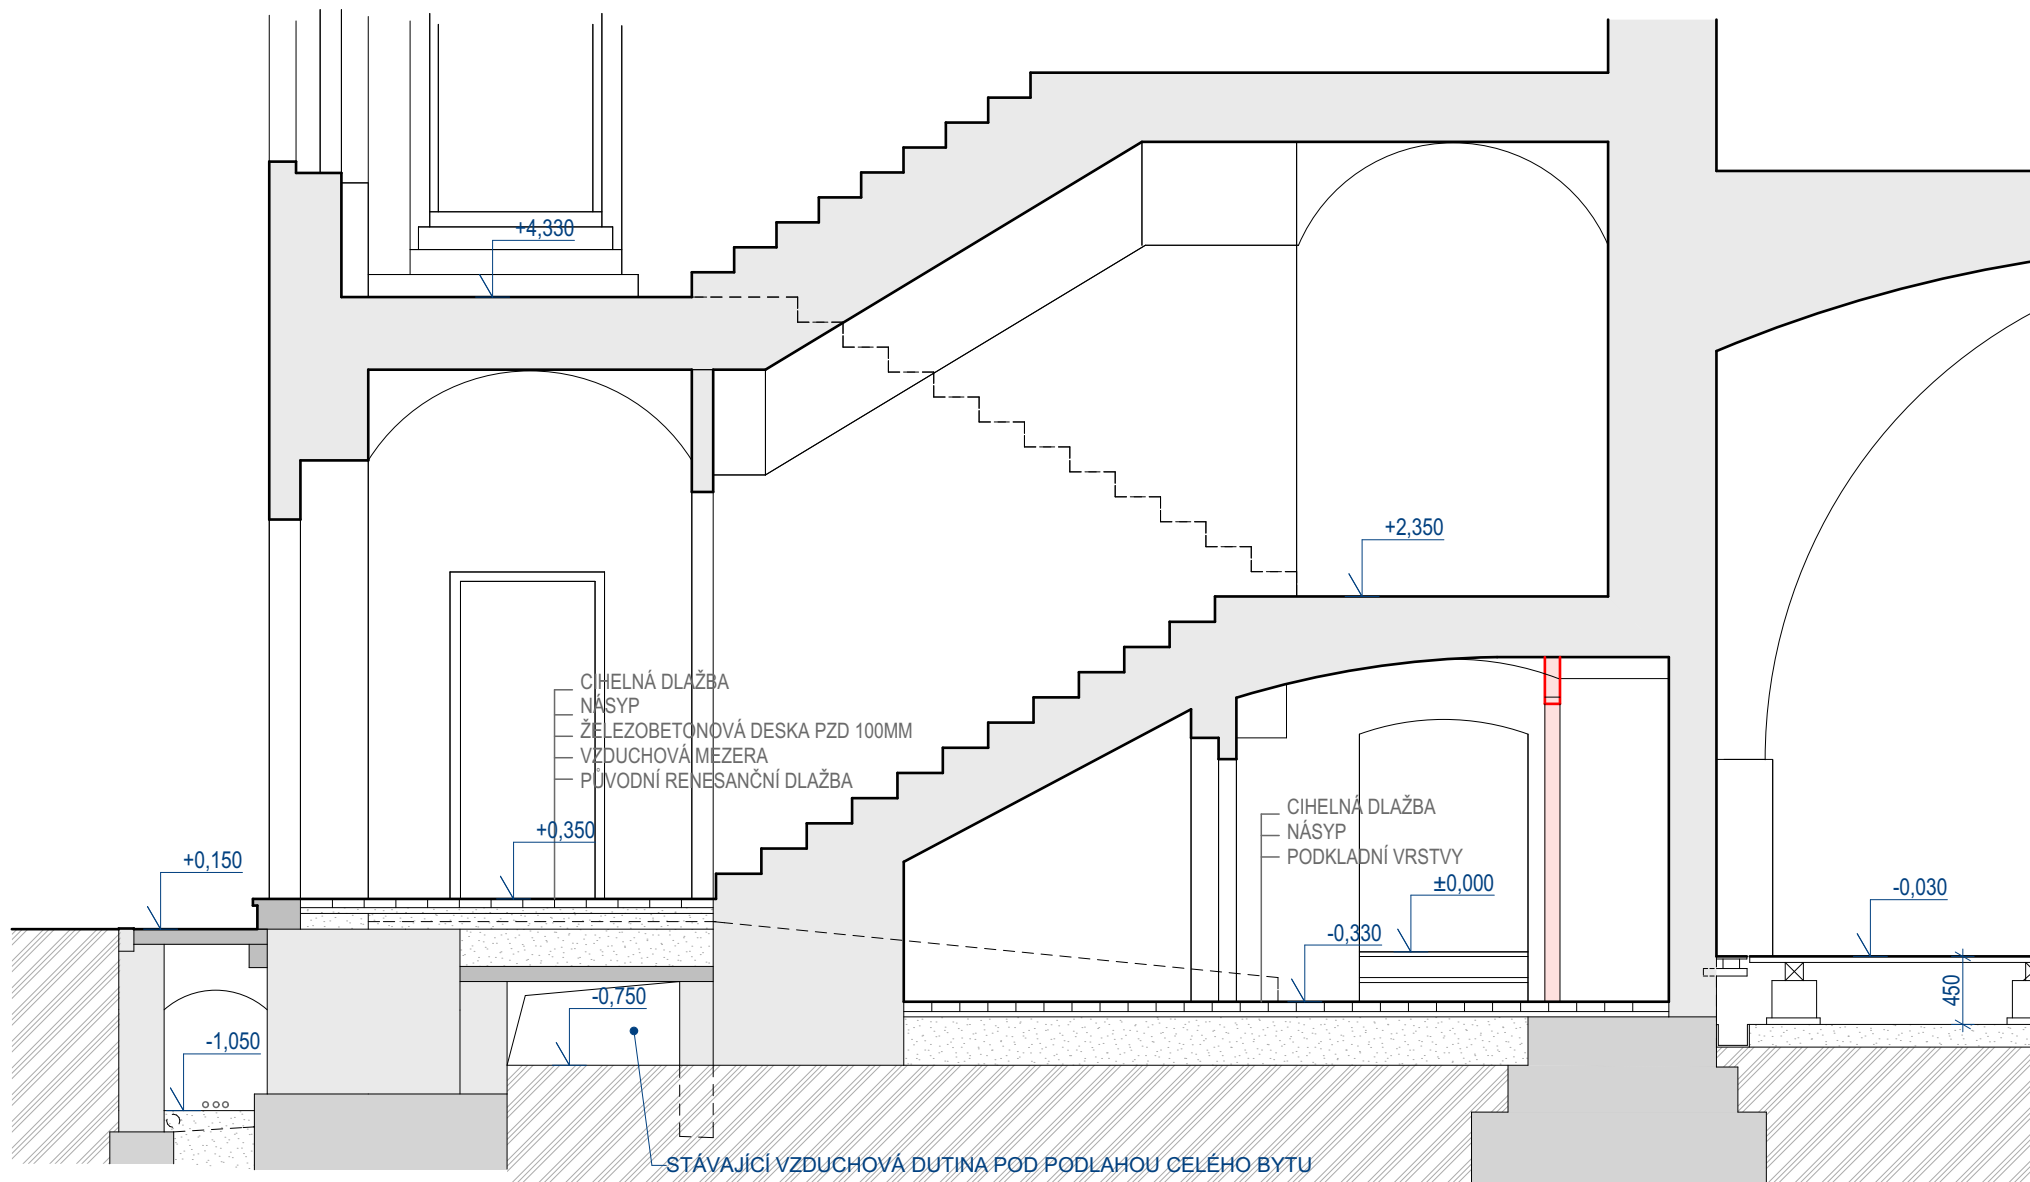 +4,330
+2,350
CIHELNÁ DLAŽBA
NÁSYP
ŽELEZOBETONOVÁ DESKA PZD 100MM
VZDUCHOVÁ MEZERA
PŮVODNÍ RENESANČNÍ DLAŽBA
CIHELNÁ DLAŽBA
NÁSYP
PODKLADNÍ VRSTVY
+0,350
+0,150
±0,000
-0,030
-0,330
-0,750
450
-1,050
STÁVAJÍCÍ VZDUCHOVÁ DUTINA POD PODLAHOU CELÉHO BYTU